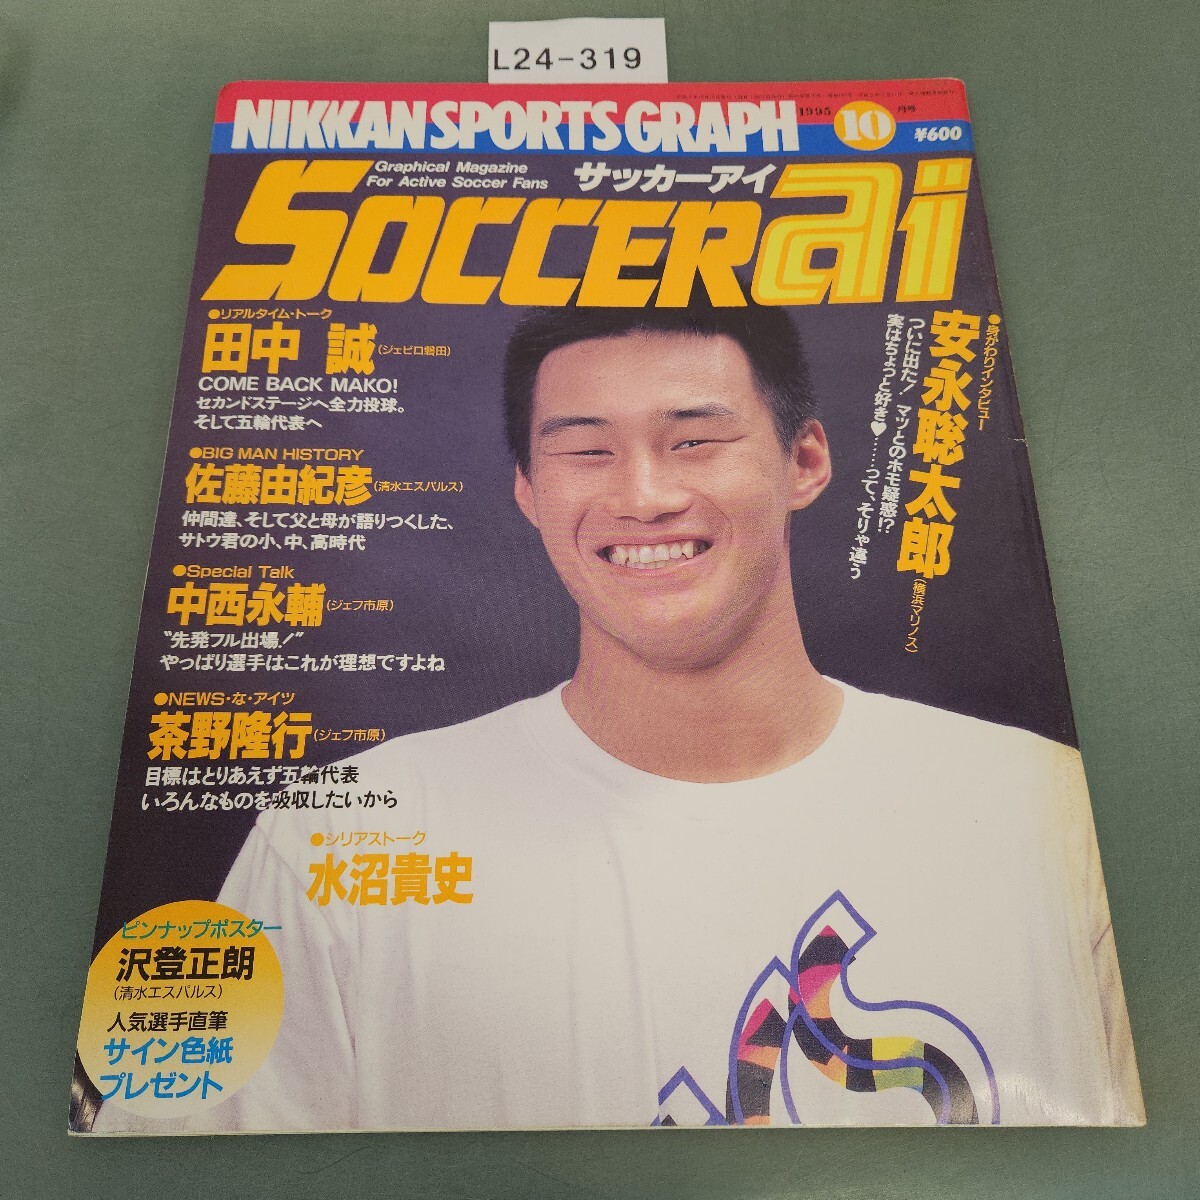 L24-319
NIKKAN SPORTS GRAPH
1995 10月号
¥600
Graphical Magazine
For Active Soccer Fans
サッカーアイ
SOCCER ai
●リアルタイム・トーク
田中 誠(ジュビロ磐田)
COME BACK MAKO!
セカンドステージへ全力投球。
そして五輪代表へ
●BIG MAN HISTORY
佐藤由紀彦(清水エスパルス)
仲間達、そして父と母が語りつくした、
サトウ君の小、中、高時代
●Special Talk
中西永輔(ジェフ市原)
“先発フル出場!”
やっぱり選手はこれが理想ですよね
●NEWS・な・アイツ
茶野隆行(ジェフ市原)
目標はとりあえず五輪代表
いろんなものを吸収したいから
●シリアストーク
水沼貴史
●身がわりインタビュー
安永聡太郎(横浜マリノス)
ついに出た! マツとのホモ疑惑!?
実はちょっと好き♥……って、そりゃ違う
ピンナップポスター
沢登正朗
(清水エスパルス)
人気選手直筆
サイン色紙
プレゼント